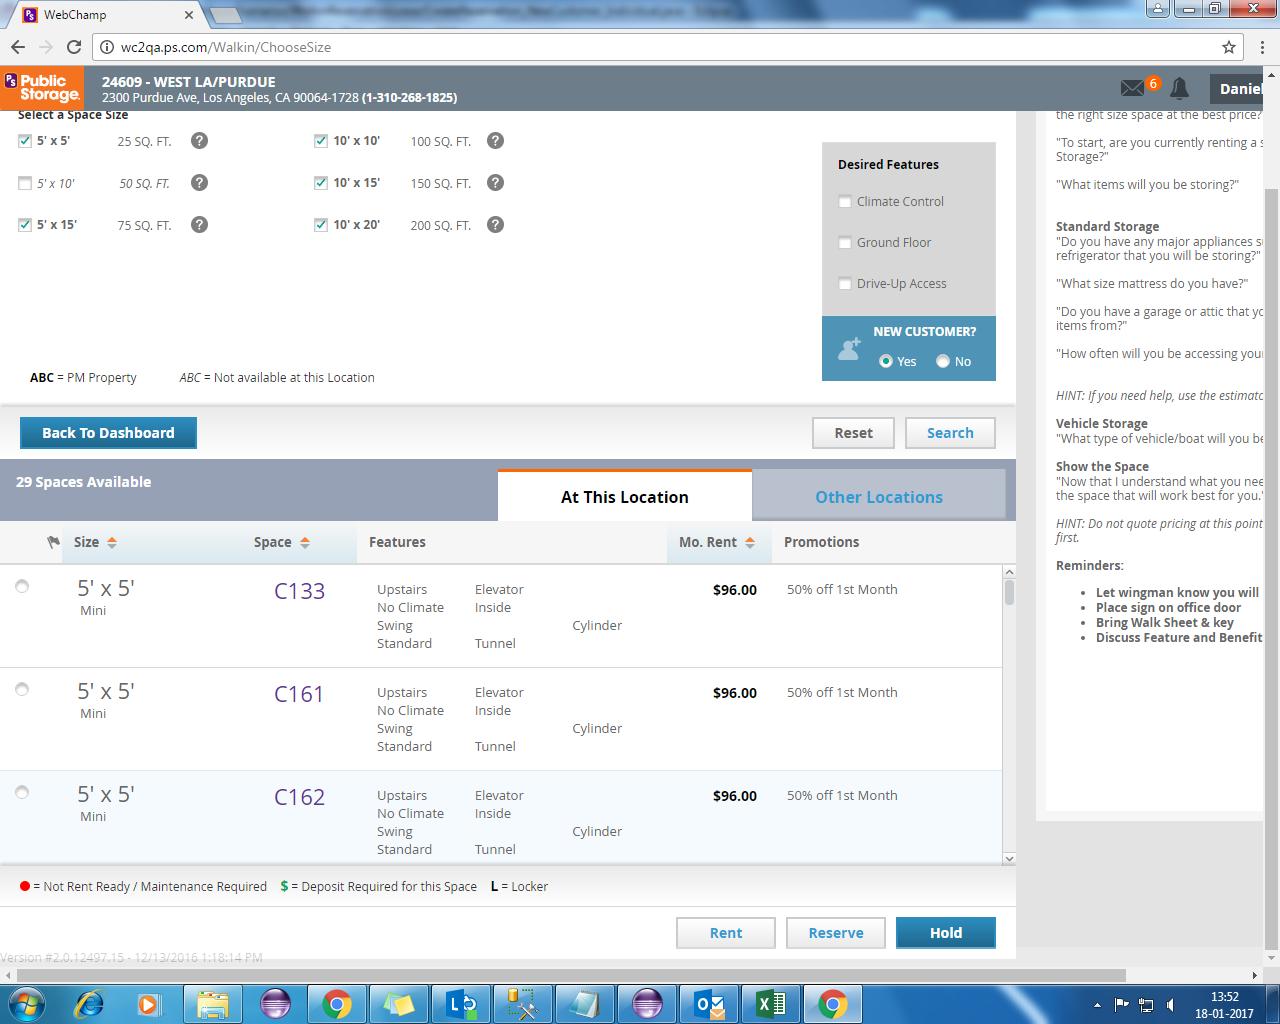 WebChamp
wc2qa.ps.com/Walkin/ChooseSize
PS Public Storage.
24609 - WEST LA/PURDUE
2300 Purdue Ave, Los Angeles, CA 90064-1728 (1-310-268-1825)
6
Daniel
Select a Space Size
5' x 5' 25 SQ. FT. ? 10' x 10' 100 SQ. FT. ?
5' x 10' 50 SQ. FT. ? 10' x 15' 150 SQ. FT. ?
5' x 15' 75 SQ. FT. ? 10' x 20' 200 SQ. FT. ?
Desired Features
Climate Control
Ground Floor
Drive-Up Access
NEW CUSTOMER?
Yes No
ABC = PM Property ABC = Not available at this Location
Back To Dashboard Reset Search
29 Spaces Available At This Location Other Locations
Size Space Features Mo. Rent Promotions
5' x 5' C133 Upstairs Elevator $96.00 50% off 1st Month
Mini No Climate Inside
Swing Cylinder
Standard Tunnel
5' x 5' C161 Upstairs Elevator $96.00 50% off 1st Month
Mini No Climate Inside
Swing Cylinder
Standard Tunnel
5' x 5' C162 Upstairs Elevator $96.00 50% off 1st Month
Mini No Climate Inside
Swing Cylinder
Standard Tunnel
= Not Rent Ready / Maintenance Required $ = Deposit Required for this Space L = Locker
Rent Reserve Hold
Version #2.0.12497.15 - 12/13/2016 1:18:14 PM
the right size space at the best price?
"To start, are you currently renting a s
Storage?"
"What items will you be storing?"
Standard Storage
"Do you have any major appliances su
refrigerator that you will be storing?"
"What size mattress do you have?"
"Do you have a garage or attic that yo
items from?"
"How often will you be accessing your
HINT: If you need help, use the estimato
Vehicle Storage
"What type of vehicle/boat will you be
Show the Space
"Now that I understand what you nee
the space that will work best for you."
HINT: Do not quote pricing at this point
first.
Reminders:
• Let wingman know you will
• Place sign on office door
• Bring Walk Sheet & key
• Discuss Feature and Benefit
13:52
18-01-2017